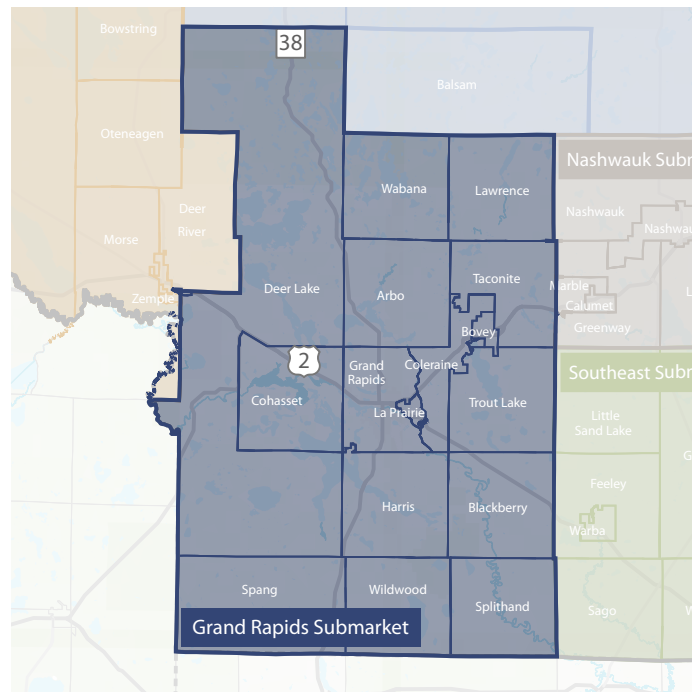 Bowstring
38
Balsam
Oteneagen
Nashwauk Subm
Wabana
Lawrence
Deer
River
Nashwauk
Nashwau
Morse
Taconite
Deer Lake
Arbo
Marble
Zemple
Calumet
Greenway
Bovey
2
Grand
Rapids
Coleraine
Southeast Subr
Cohasset
La Prairie
Trout Lake
Little
Sand Lake
Feeley
Harris
Blackberry
Warba
Spang
Wildwood
Splithand
Sago
Grand Rapids Submarket